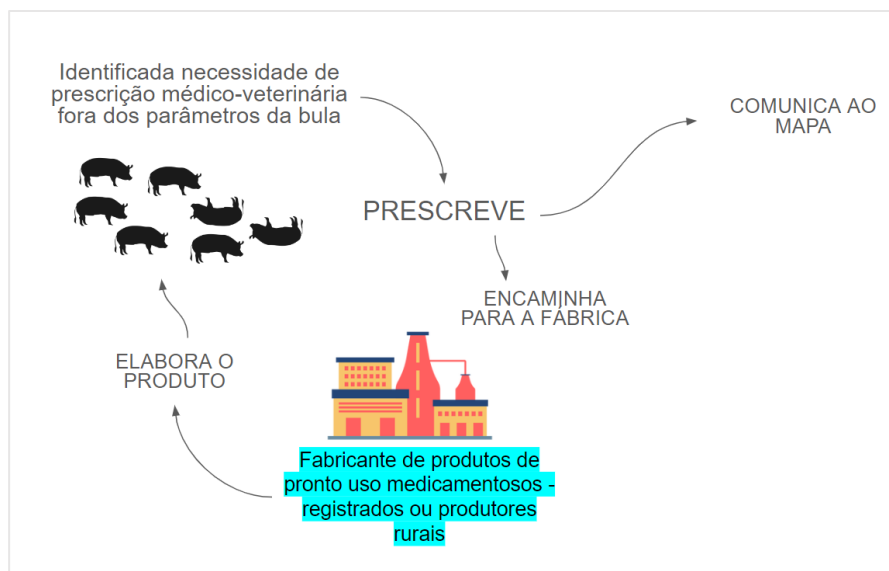 Identificada necessidade de
prescrição médico-veterinária
fora dos parâmetros da bula
COMUNICA AO
MAPA
PRESCREVE
ENCAMINHA
PARA A FÁBRICA
ELABORA O
PRODUTO
Fabricante de produtos de
pronto uso medicamentosos -
registrados ou produtores
rurais